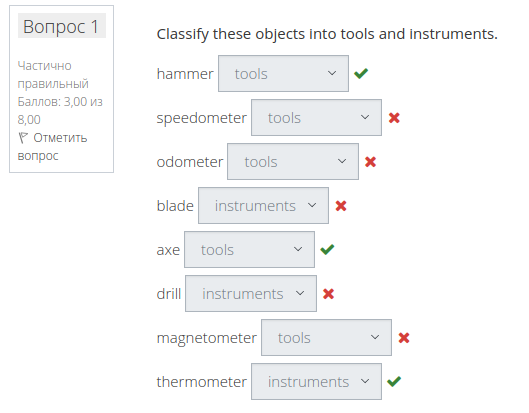 Вопрос 1
Частично
правильный
Баллов: 3,00 из
8,00
Отметить
вопрос
Classify these objects into tools and instruments.
hammer tools
speedometer tools
odometer tools
blade instruments
axe tools
drill instruments
magnetometer tools
thermometer instruments